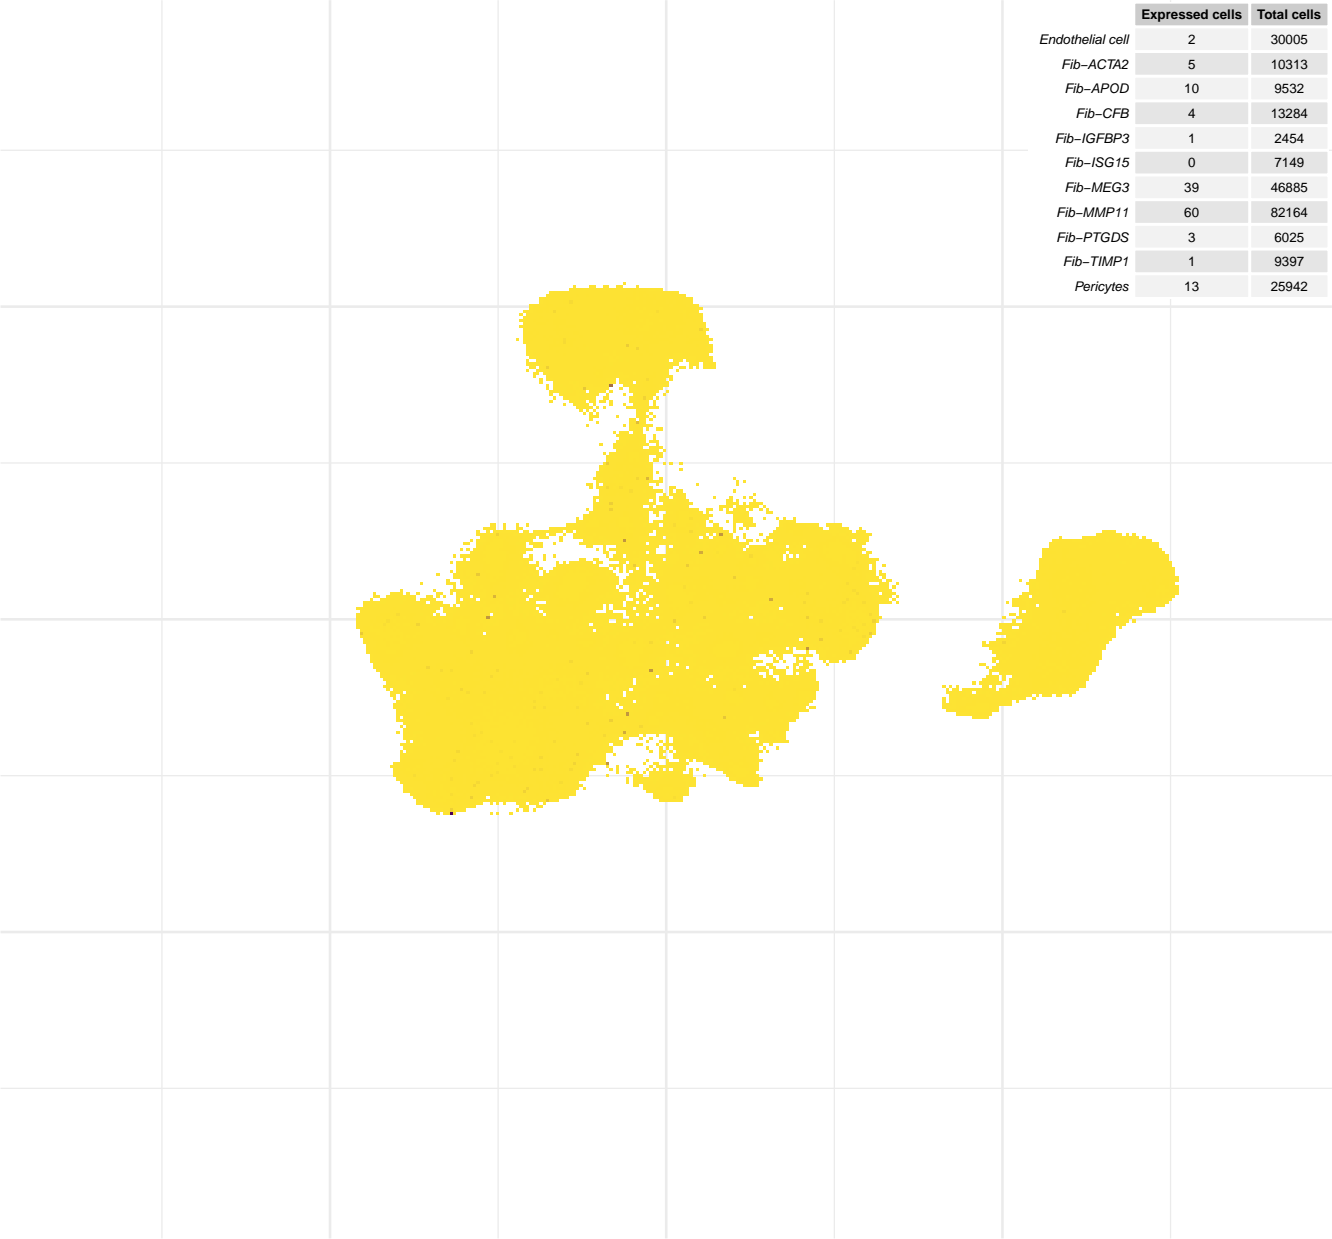 Expressed cells Total cells
Endothelial cell 2 30005
Fib−ACTA2 5 10313
Fib−APOD 10 9532
Fib−CFB 4 13284
Fib−IGFBP3 1 2454
Fib−ISG15 0 7149
Fib−MEG3 39 46885
Fib−MMP11 60 82164
Fib−PTGDS 3 6025
Fib−TIMP1 1 9397
Pericytes 13 25942